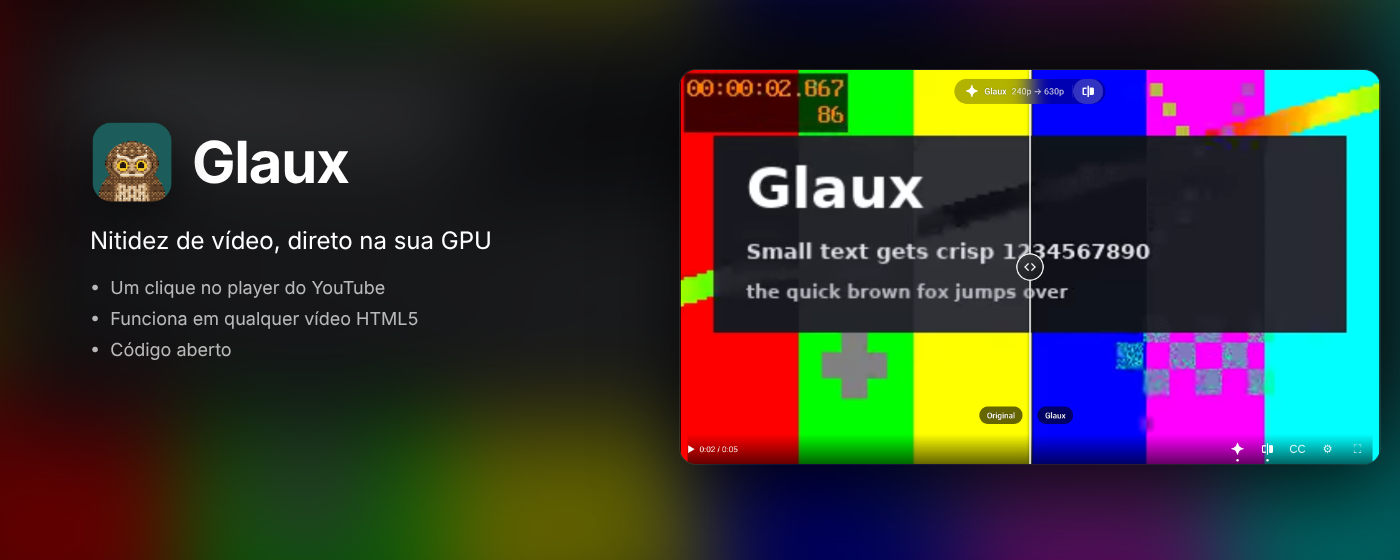 Glaux
Nitidez de vídeo, direto na sua GPU
• Um clique no player do YouTube
• Funciona em qualquer vídeo HTML5
• Código aberto
00:00:02.867
86
Glaux 240p → 630p
Glaux
Small text gets crisp 1234567890
the quick brown fox jumps over
Original
Glaux
0:02 / 0:05
CC